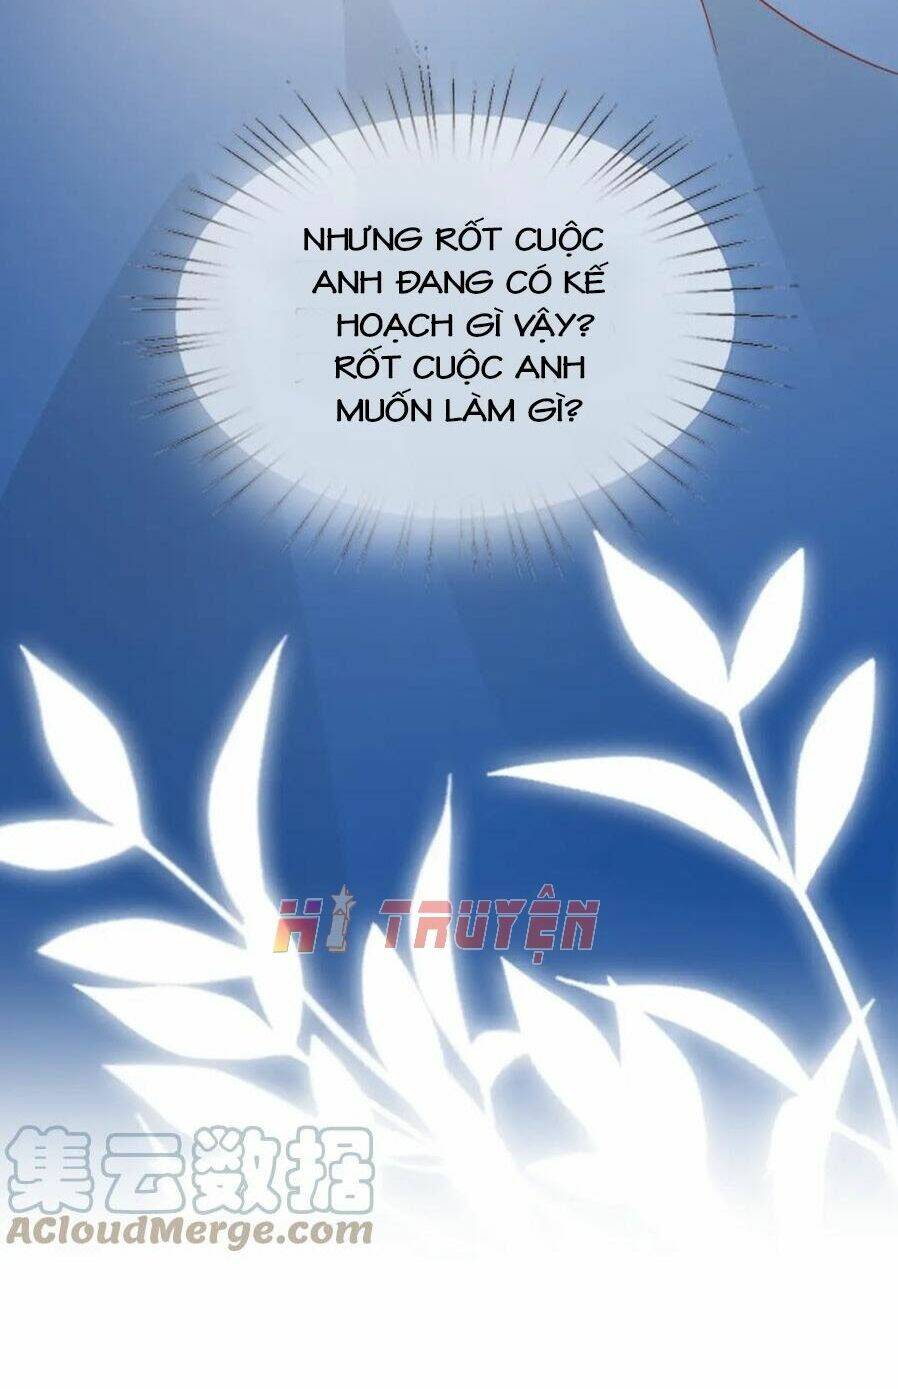 NHƯNG RỐT CUỘC
ANH ĐANG CÓ KẾ
HOẠCH GÌ VẬY?
RỐT CUỘC ANH
MUỐN LÀM GÌ?
HI TRUYỆN
集云数据
ACloudMerge.com